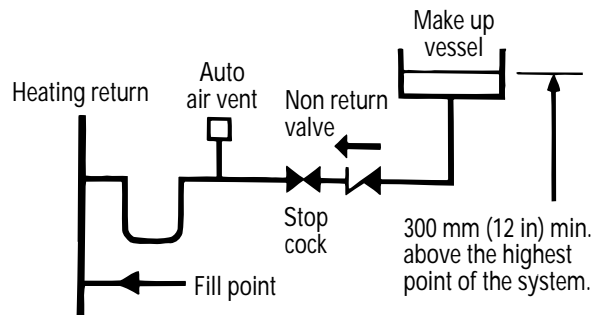 Make up
vessel
Auto
air vent
Heating return
Non return
valve
Stop
cock
300 mm (12 in) min.
above the highest
point of the system.
Fill point